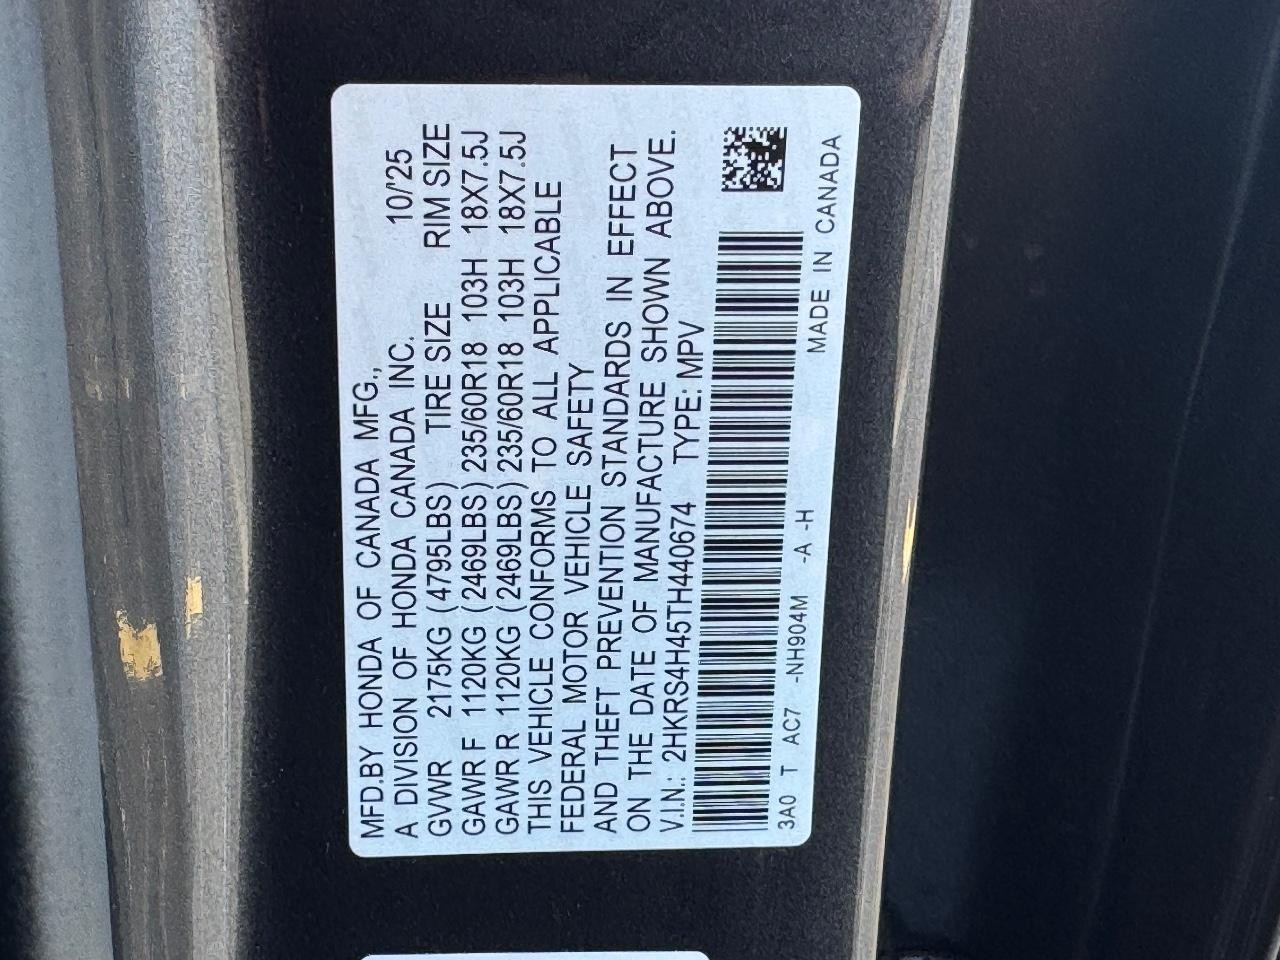 MFD.BY HONDA OF CANADA MFG.,
A DIVISION OF HONDA CANADA INC. 10/'25
GVWR 2175KG (4795LBS) TIRE SIZE RIM SIZE
GAWR F 1120KG (2469LBS) 235/60R18 103H 18X7.5J
GAWR R 1120KG (2469LBS) 235/60R18 103H 18X7.5J
THIS VEHICLE CONFORMS TO ALL APPLICABLE
FEDERAL MOTOR VEHICLE SAFETY
AND THEFT PREVENTION STANDARDS IN EFFECT
ON THE DATE OF MANUFACTURE SHOWN ABOVE.
V.I.N.: 2HKRS4H45TH440674 TYPE: MPV
3A0 T AC7 -NH904M -A -H MADE IN CANADA